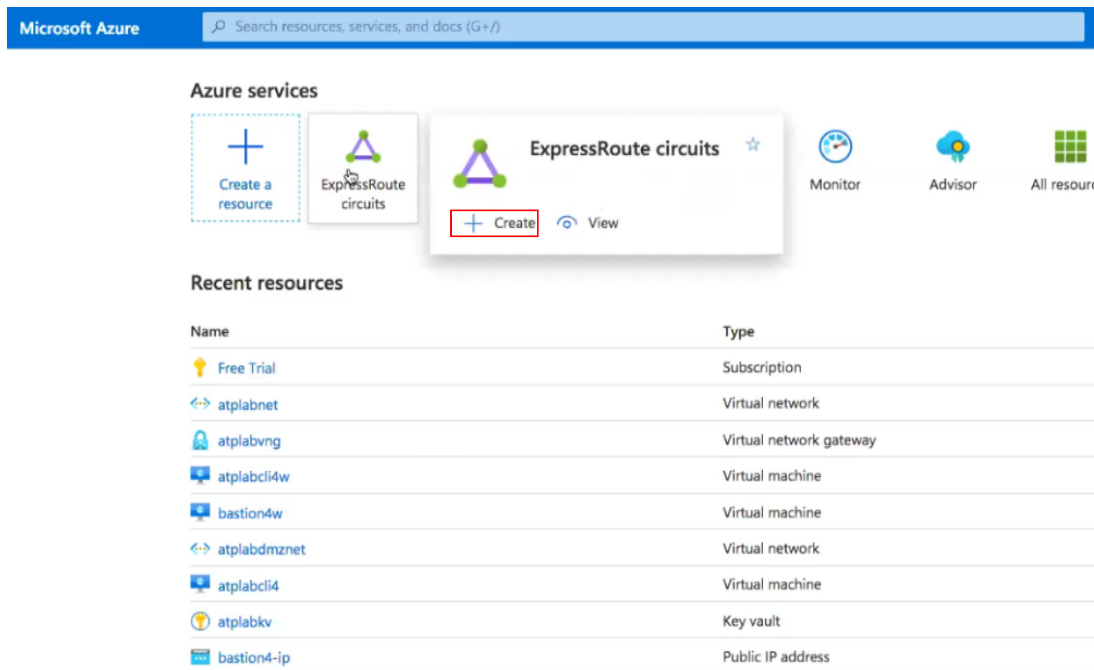 Microsoft Azure
Search resources, services, and docs (G+/)
Azure services
Create a
resource
ExpressRoute
circuits
ExpressRoute circuits
Create
View
Monitor
Advisor
All resour
Recent resources
Name Type
Free Trial Subscription
atplabnet Virtual network
atplabvng Virtual network gateway
atplabcli4w Virtual machine
bastion4w Virtual machine
atplabdmznet Virtual network
atplabcli4 Virtual machine
atplabkv Key vault
bastion4-ip Public IP address